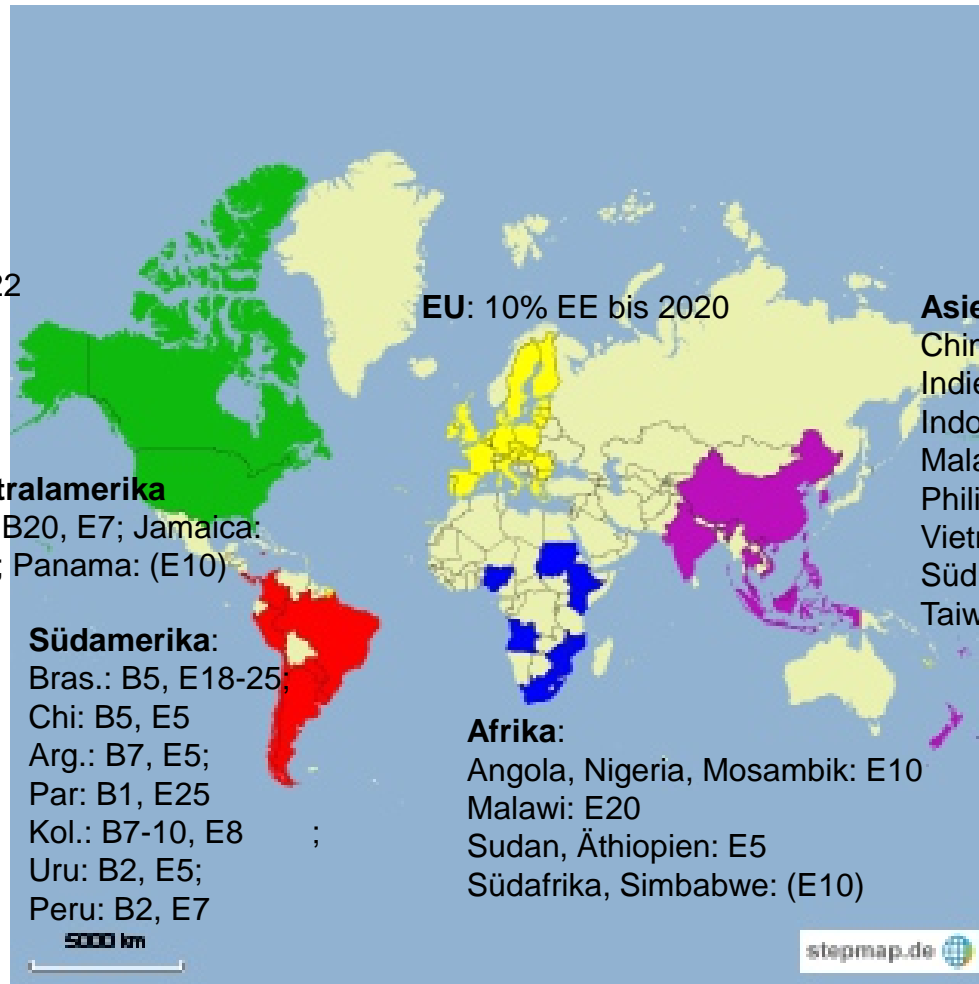 22
EU: 10% EE bis 2020
tralamerika
B20, E7; Jamaica:
; Panama: (E10)
Südamerika:
Bras.: B5, E18-25;
Chi: B5, E5
Arg.: B7, E5;
Par: B1, E25
Kol.: B7-10, E8 ;
Uru: B2, E5;
Peru: B2, E7
5000 km
Afrika:
Angola, Nigeria, Mosambik: E10
Malawi: E20
Sudan, Äthiopien: E5
Südafrika, Simbabwe: (E10)
Asie
Chin
Indie
Indo
Mala
Phili
Vietn
Süd
Taiw
stepmap.de